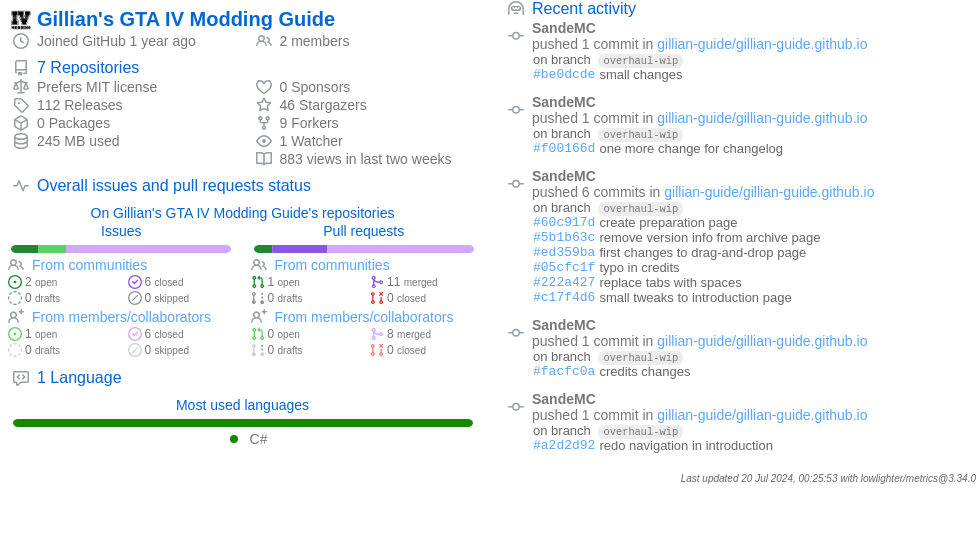 Gillian's GTA IV Modding Guide
Joined GitHub 1 year ago
2 members
7 Repositories
Prefers MIT license
112 Releases
0 Packages
245 MB used
0 Sponsors
46 Stargazers
9 Forkers
1 Watcher
883 views in last two weeks
Overall issues and pull requests status
On Gillian's GTA IV Modding Guide's repositories
Issues
From communities
2 open
6 closed
0 drafts
0 skipped
From members/collaborators
1 open
6 closed
0 drafts
0 skipped
Pull requests
From communities
1 open
11 merged
0 drafts
0 closed
From members/collaborators
0 open
8 merged
0 drafts
0 closed
1 Language
Most used languages
C#
Recent activity
SandeMC
pushed 1 commit in gillian-guide/gillian-guide.github.io
on branch overhaul-wip
#be0dcde small changes
SandeMC
pushed 1 commit in gillian-guide/gillian-guide.github.io
on branch overhaul-wip
#f00166d one more change for changelog
SandeMC
pushed 6 commits in gillian-guide/gillian-guide.github.io
on branch overhaul-wip
#60c917d create preparation page
#5b1b63c remove version info from archive page
#ed359ba first changes to drag-and-drop page
#05cfc1f typo in credits
#222a427 replace tabs with spaces
#c17f4d6 small tweaks to introduction page
SandeMC
pushed 1 commit in gillian-guide/gillian-guide.github.io
on branch overhaul-wip
#facfc0a credits changes
SandeMC
pushed 1 commit in gillian-guide/gillian-guide.github.io
on branch overhaul-wip
#a2d2d92 redo navigation in introduction
Last updated 20 Jul 2024, 00:25:53 with lowlighter/metrics@3.34.0